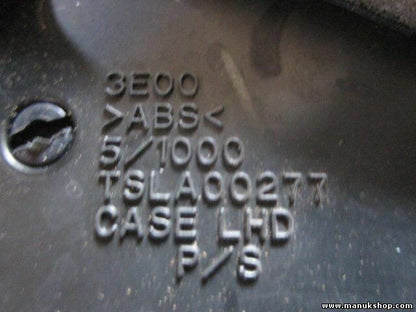 3E00
>ABS<
5/1000
TSLA00277
CASE LHD
P/S
www.manukshop.com